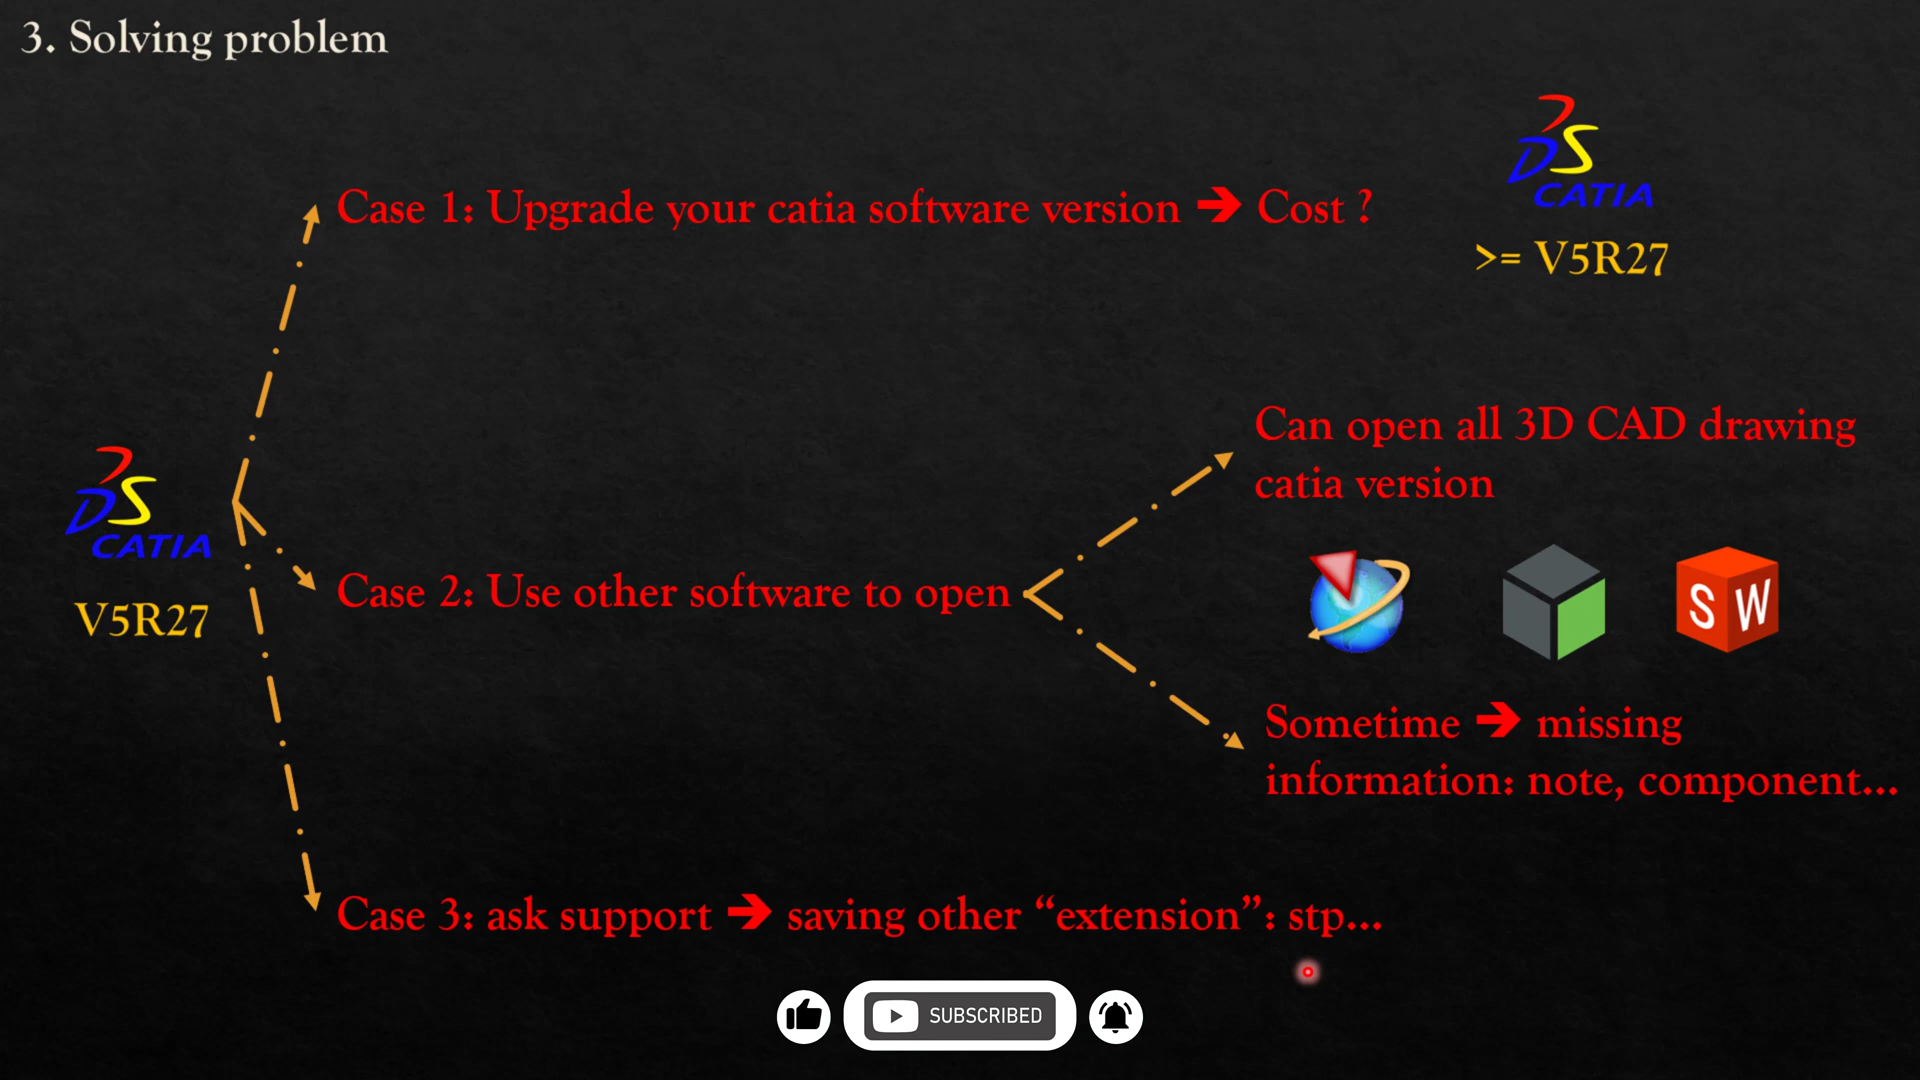 3. Solving problem
Case 1: Upgrade your catia software version ➔ Cost ?
DS
CATIA
>= V5R27
Can open all 3D CAD drawing
catia version
DS
CATIA
V5R27
Case 2: Use other software to open
S W
Sometime ➔ missing
information: note, component...
Case 3: ask support ➔ saving other “extension”: stp...
SUBSCRIBED